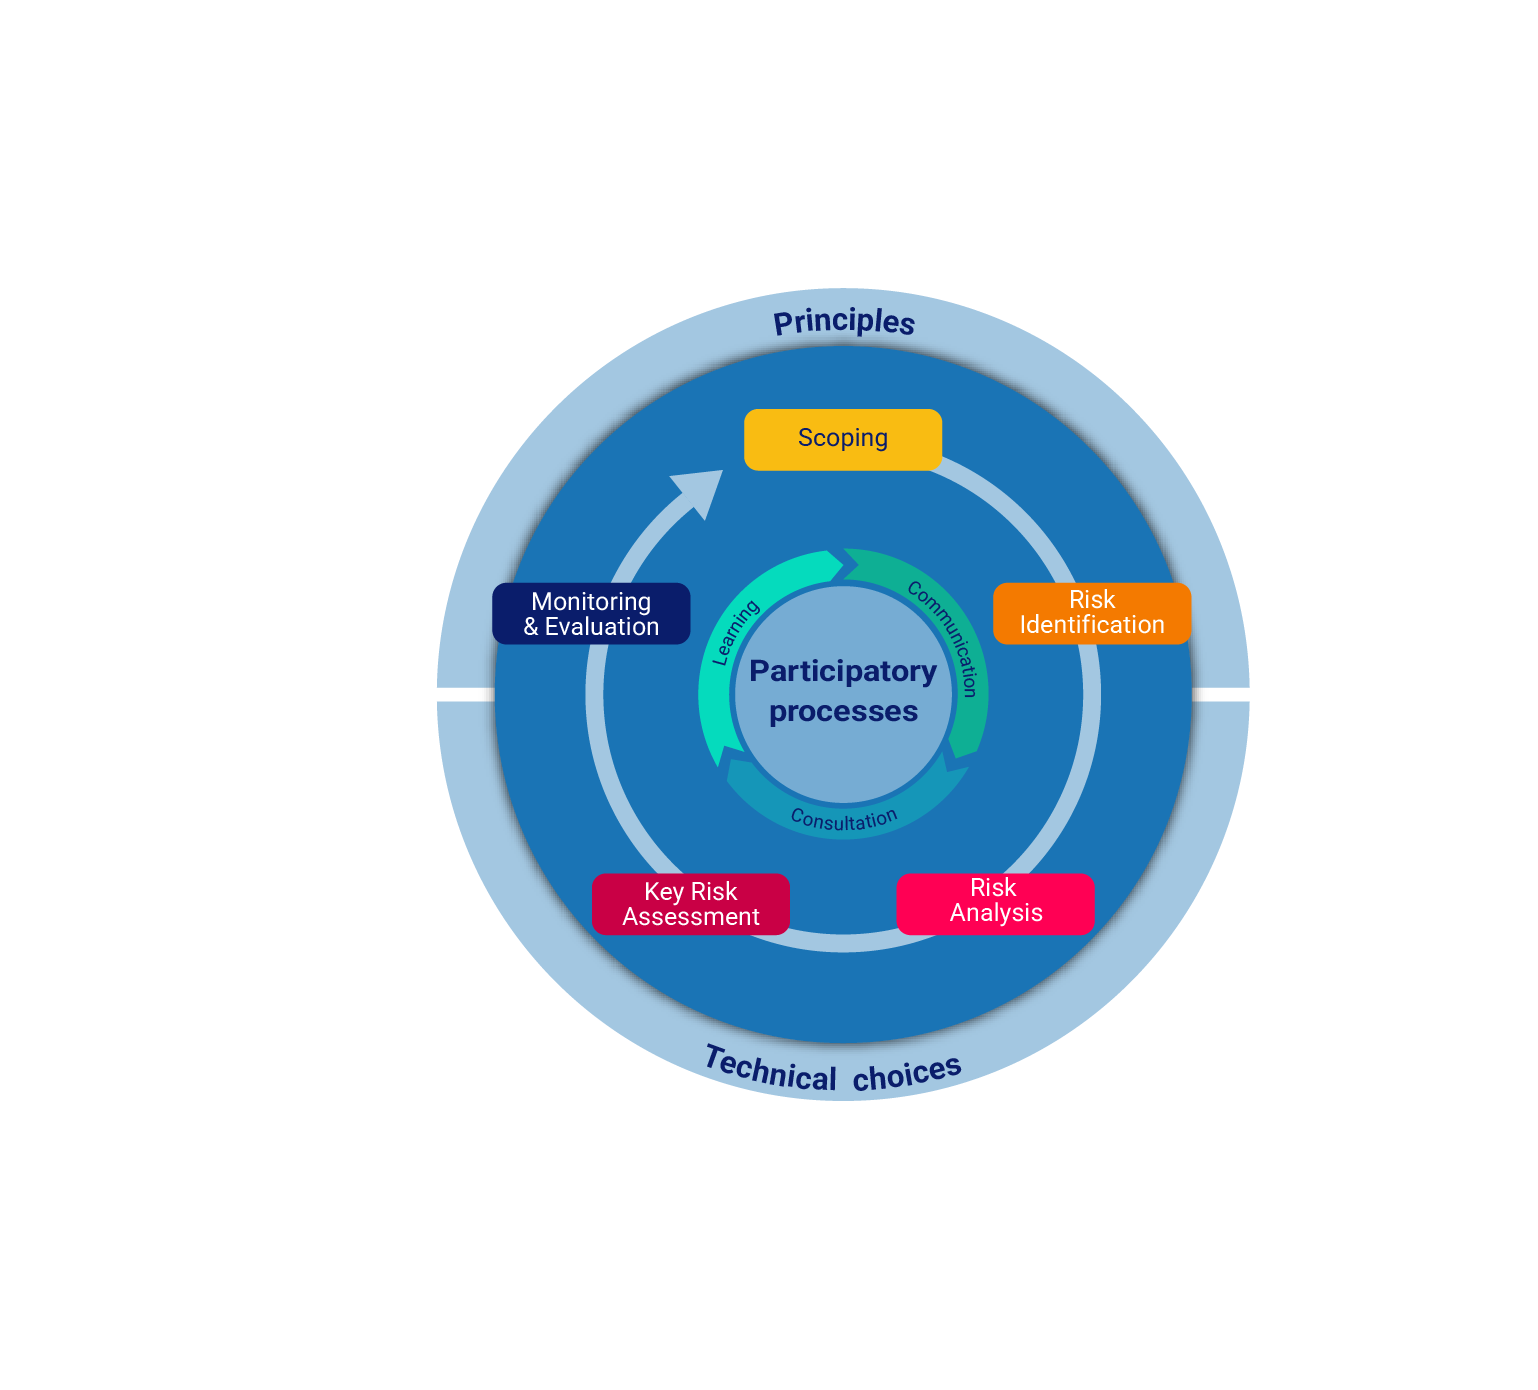 Principles
Scoping
Risk
Identification
Risk
Analysis
Key Risk
Assessment
Monitoring
& Evaluation
Communication
Consultation
Learning
Participatory
processes
Technical choices